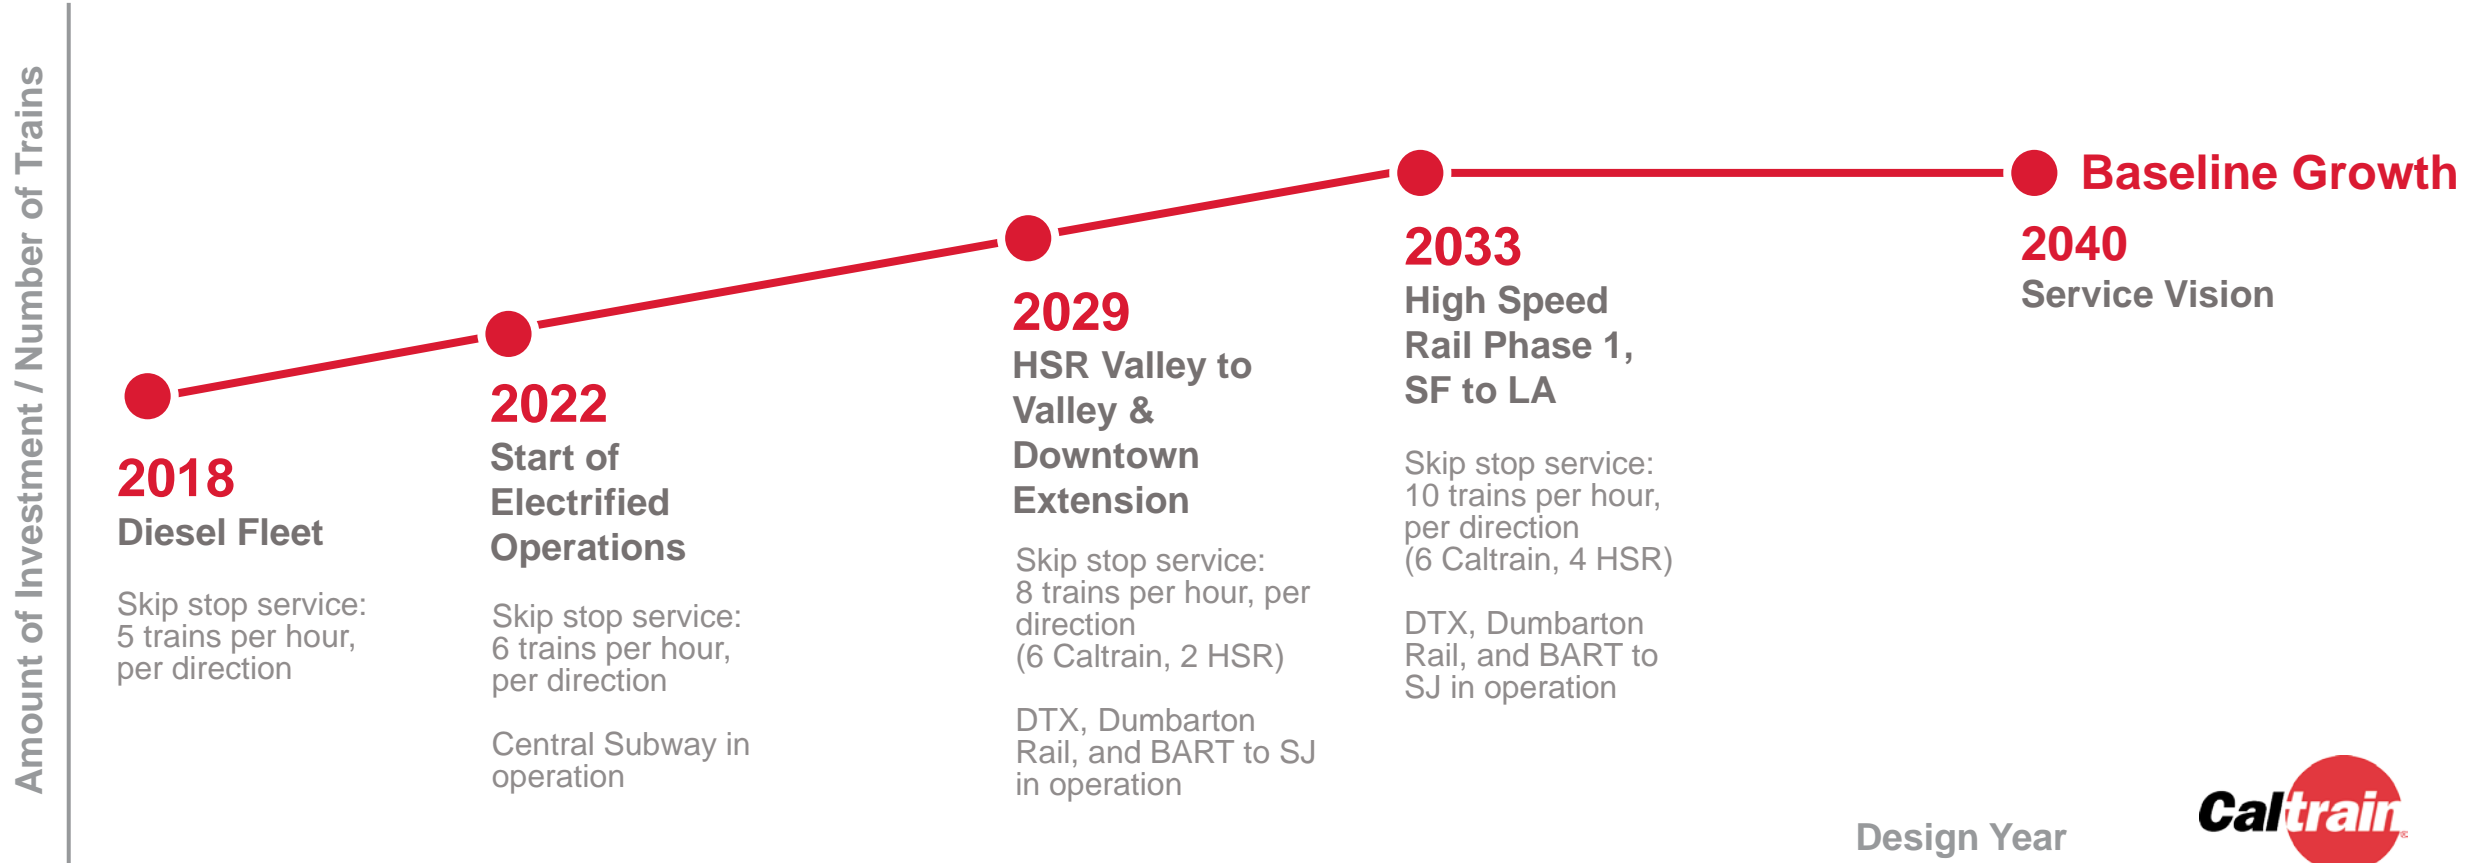 Amount of Investment / Number of Trains
Baseline Growth
2018
Diesel Fleet
Skip stop service:
5 trains per hour,
per direction
2022
Start of
Electrified
Operations
Skip stop service:
6 trains per hour,
per direction
Central Subway in
operation
2029
HSR Valley to
Valley &
Downtown
Extension
Skip stop service:
8 trains per hour, per
direction
(6 Caltrain, 2 HSR)
DTX, Dumbarton
Rail, and BART to SJ
in operation
2033
High Speed
Rail Phase 1,
SF to LA
Skip stop service:
10 trains per hour,
per direction
(6 Caltrain, 4 HSR)
DTX, Dumbarton
Rail, and BART to
SJ in operation
2040
Service Vision
Design Year
Caltrain®